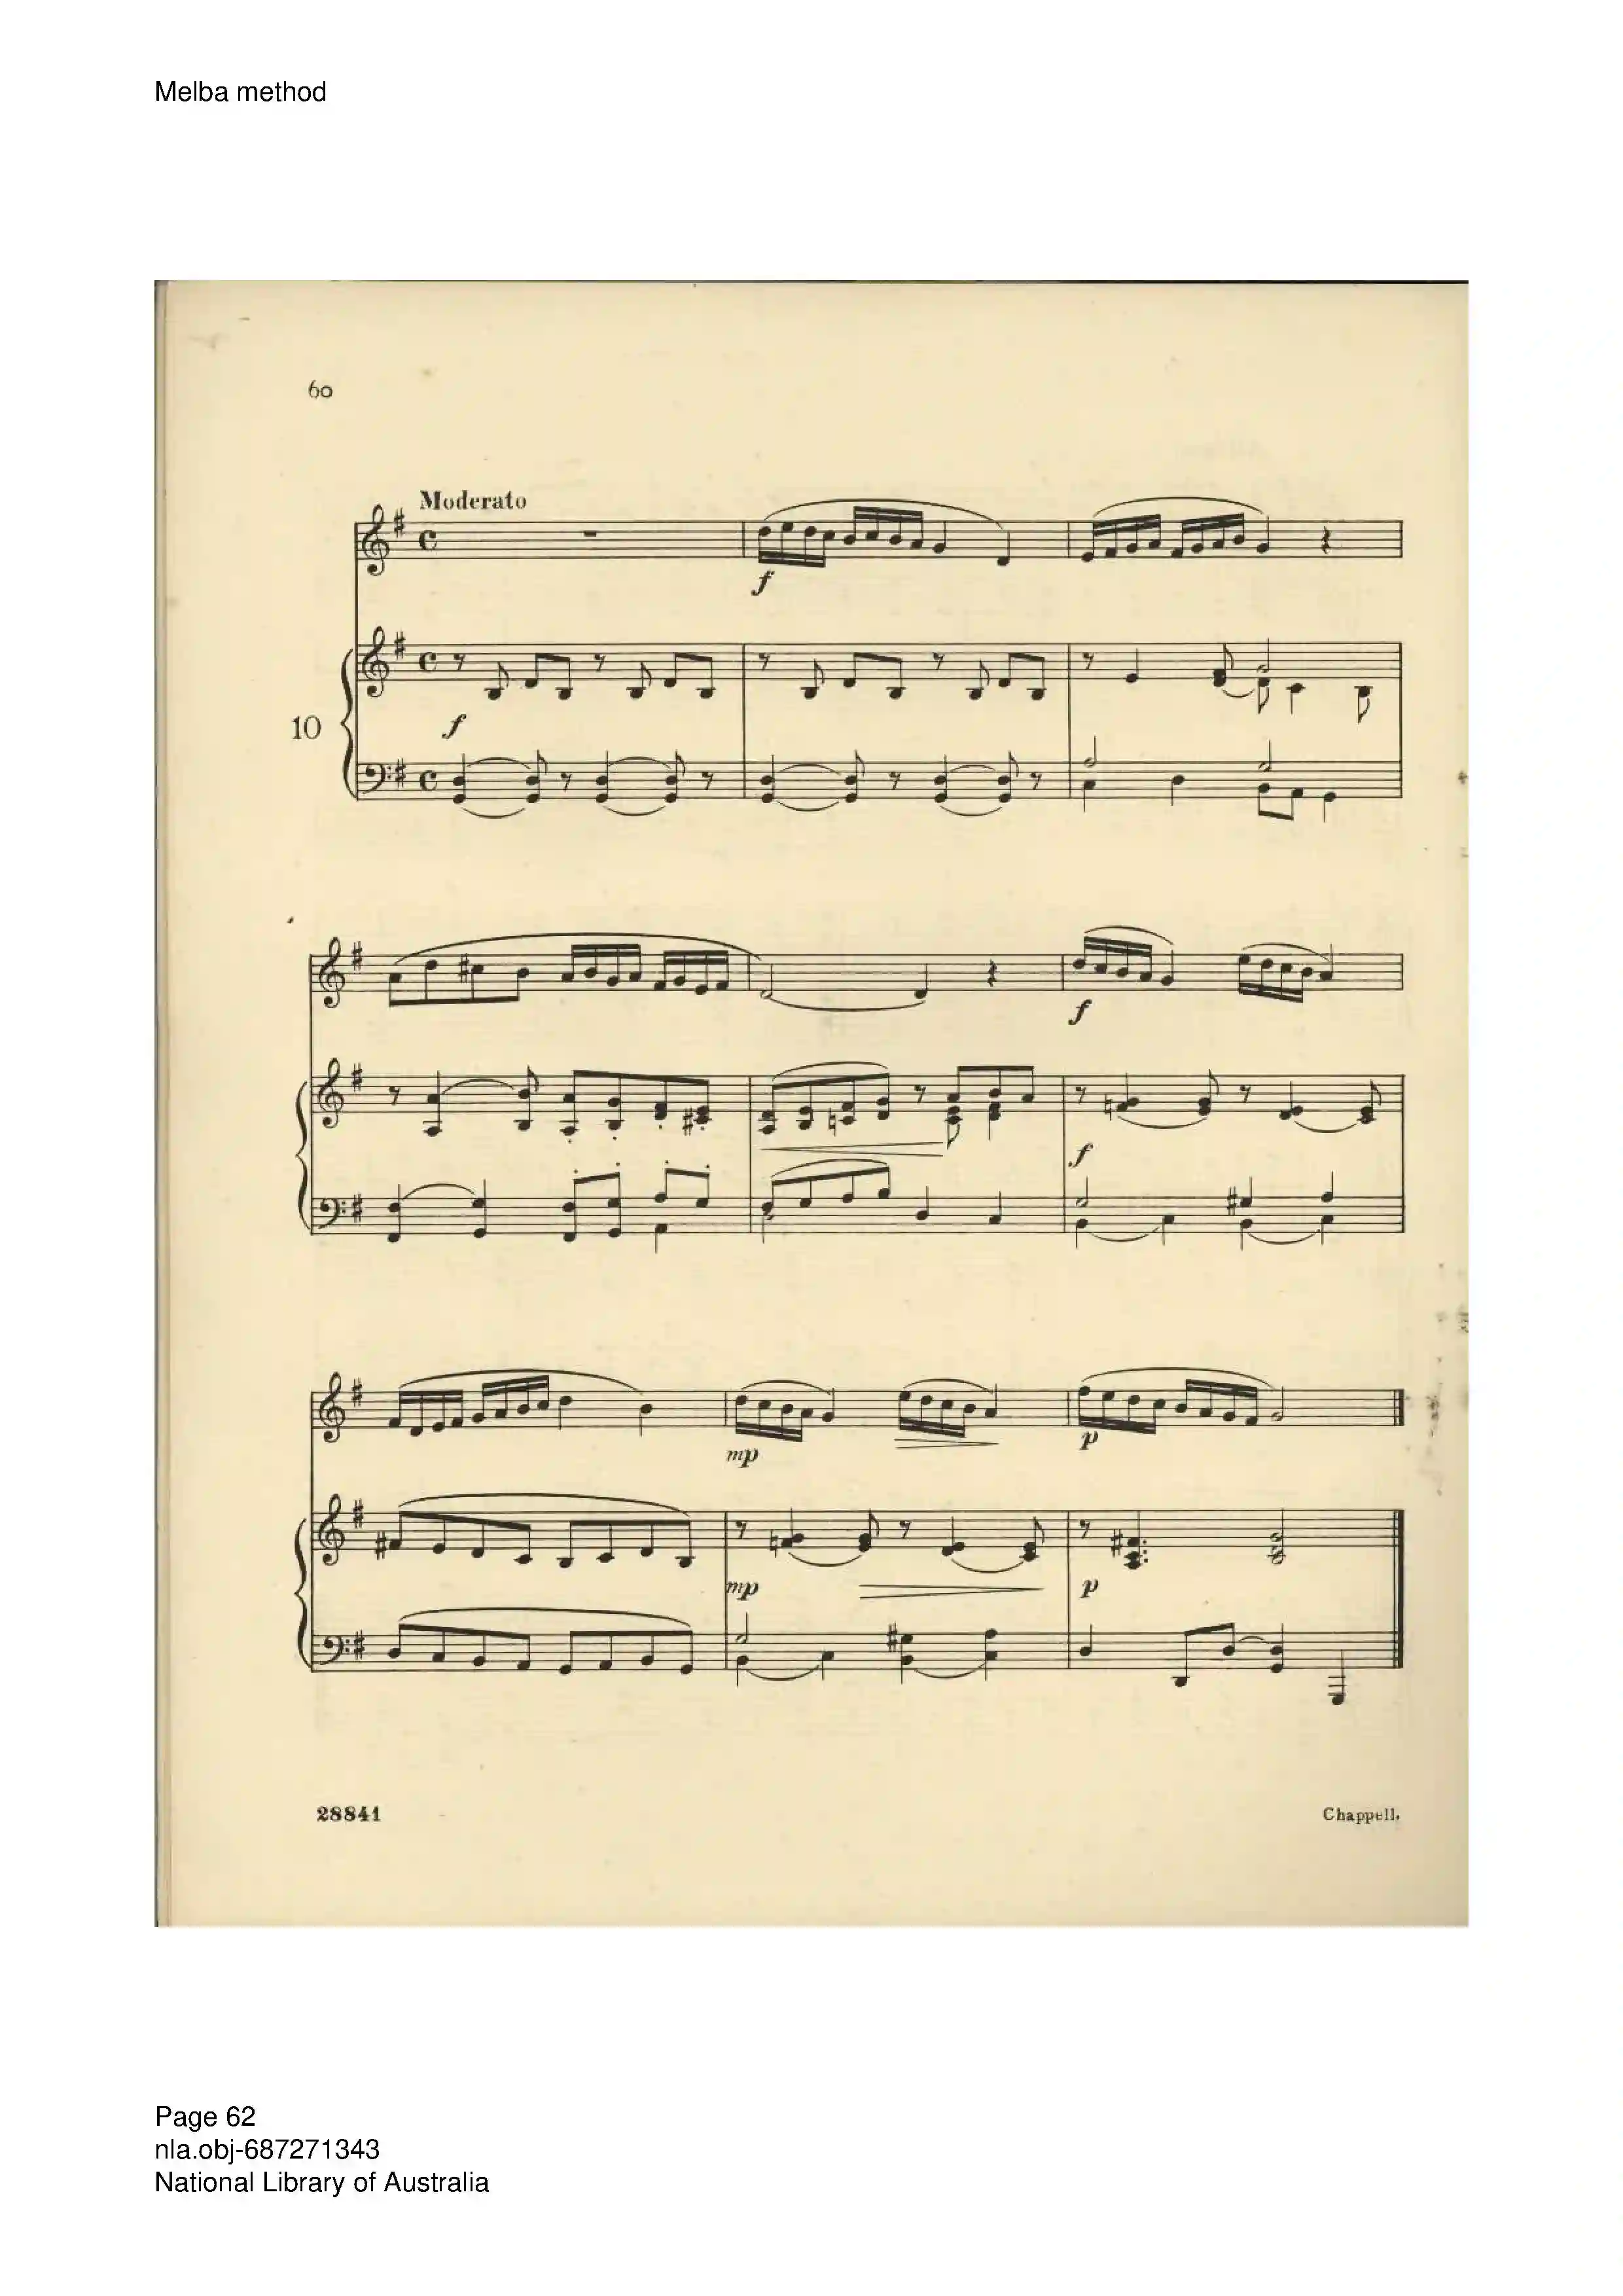 Melba method
60
Moderato
f
10
f
f
f
mp
p
mp
p
28841
Chappell.
Page 62
nla.obj-687271343
National Library of Australia